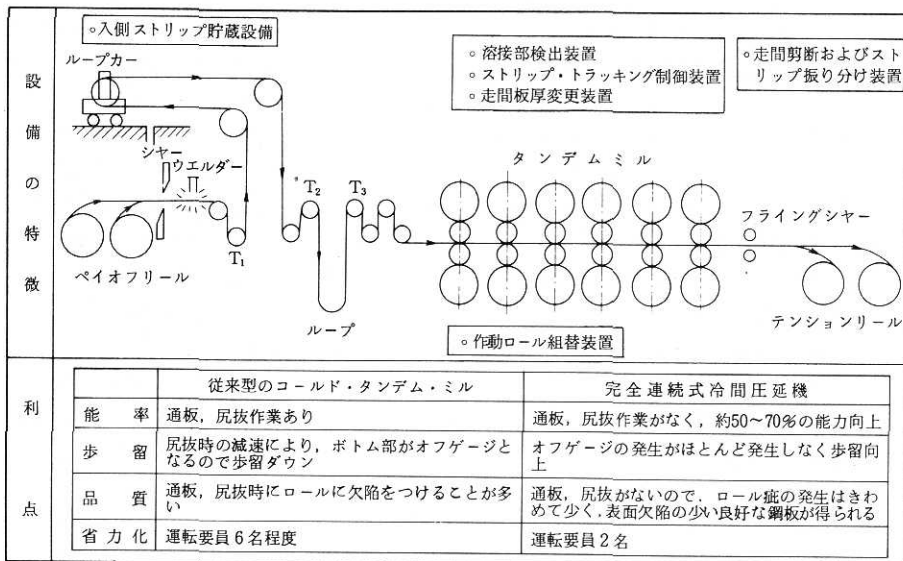 設備の特徴
◦入側ストリップ貯蔵設備
ループカー
シャー
ウエルダー
ペイオフリール
T₁
T₂
T₃
ループ
◦溶接部検出装置
◦ストリップ・トラッキング制御装置
◦走間板厚変更装置
◦走間剪断およびスト
リップ振り分け装置
タンデムミル
フライングシャー
テンションリール
◦作動ロール組替装置
利点
従来型のコールド・タンデム・ミル
完全連続式冷間圧延機
能率
通板，尻抜作業あり
通板，尻抜作業がなく，約50～70%の能力向上
歩留
尻抜時の減速により，ボトム部がオフゲージと
なるので歩留ダウン
オフゲージの発生がほとんど発生しなく歩留向
上
品質
通板，尻抜時にロールに欠陥をつけることが多
い
通板，尻抜がないので，ロール疵の発生はきわ
めて少く，表面欠陥の少い良好な鋼板が得られる
省力化
運転要員6名程度
運転要員2名